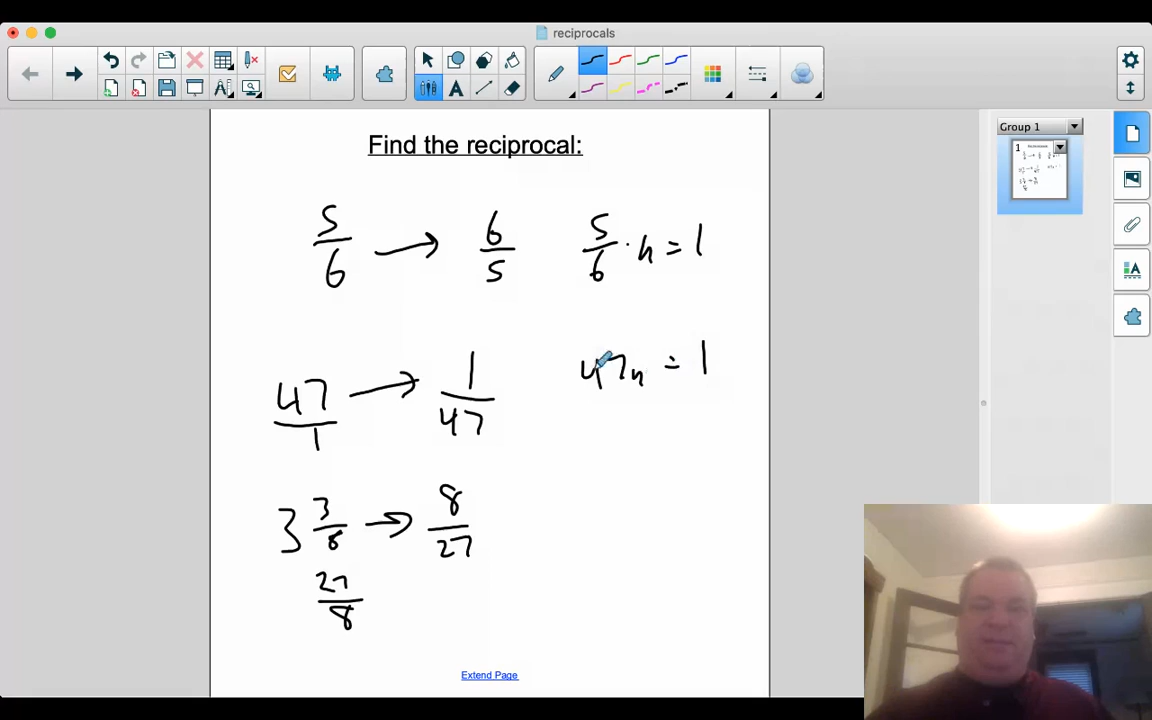 reciprocals
Group 1
1
Find the reciprocal:
5/6 → 6/5 5/6 · n = 1
47/1 → 1/47 47n = 1
3 3/8 → 8/27
27/8
Extend Page